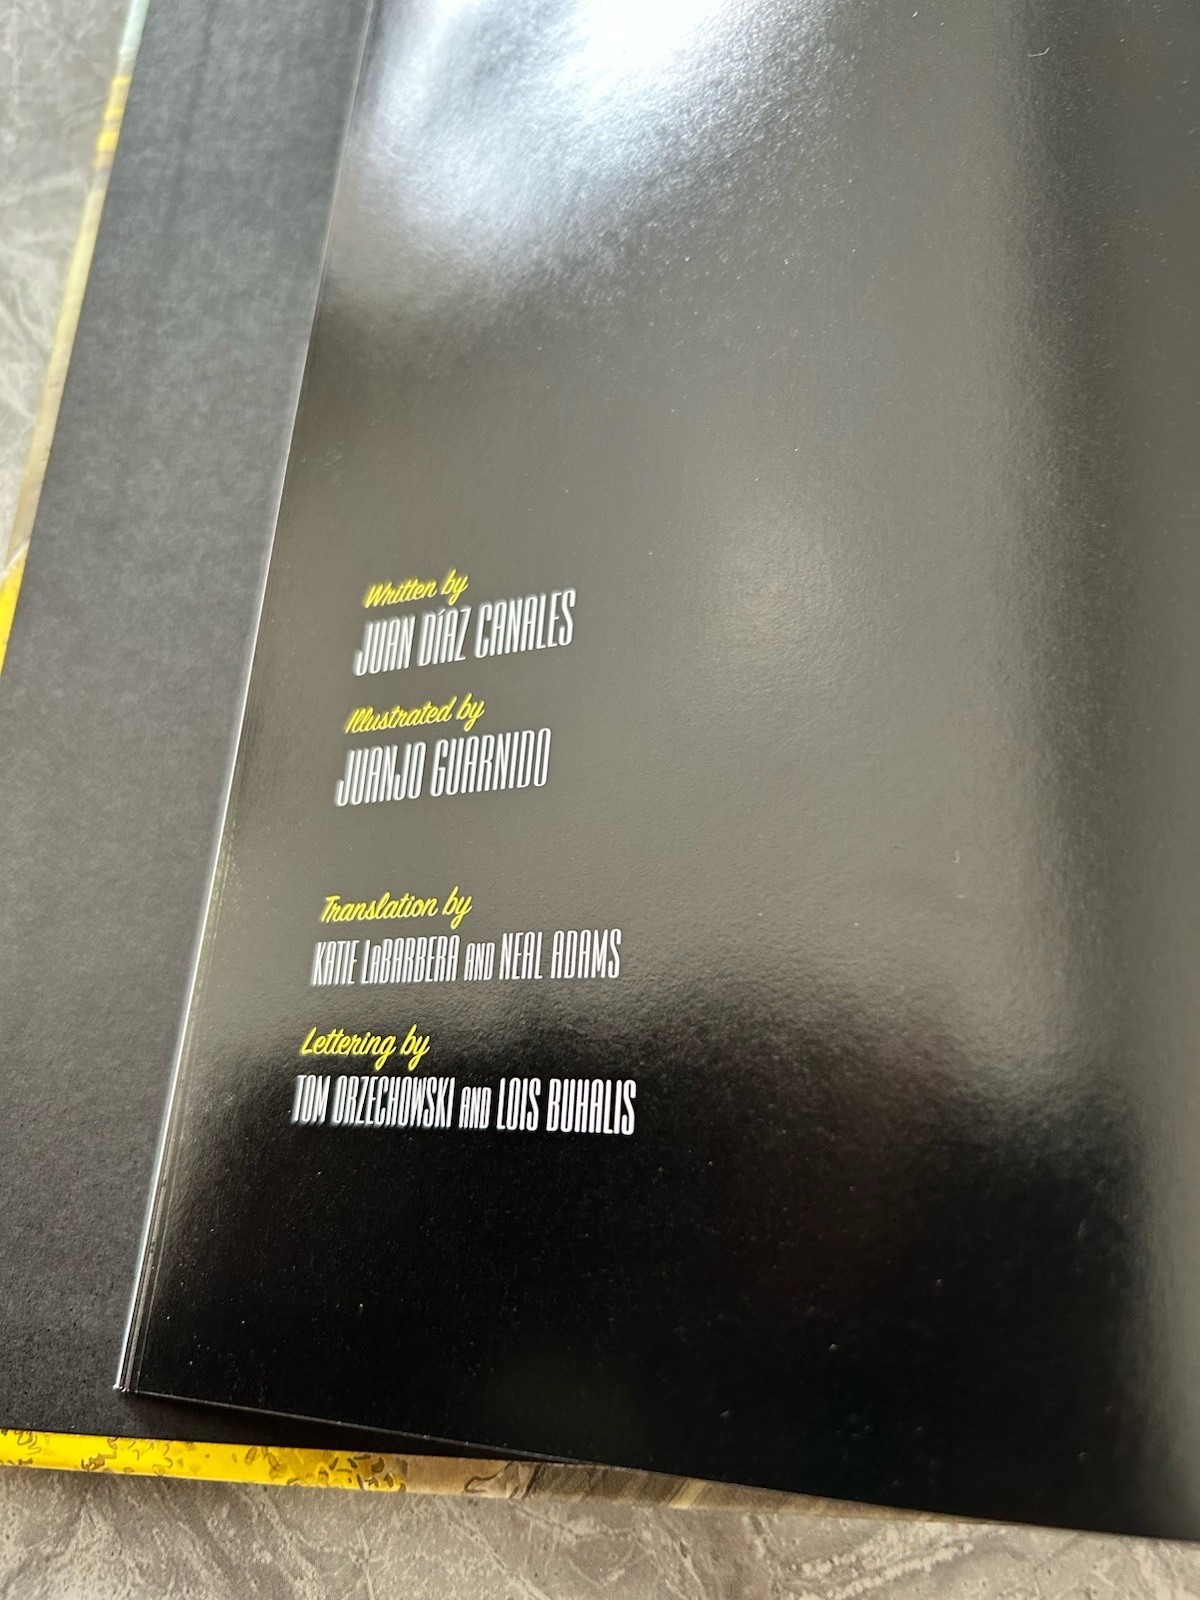 Written by
JUAN DÍAZ CANALES
Illustrated by
JUANJO GUARNIDO
Translation by
KATIE LaBARBERA AND NEAL ADAMS
Lettering by
TOM ORZECHOWSKI AND LOIS BUHALIS